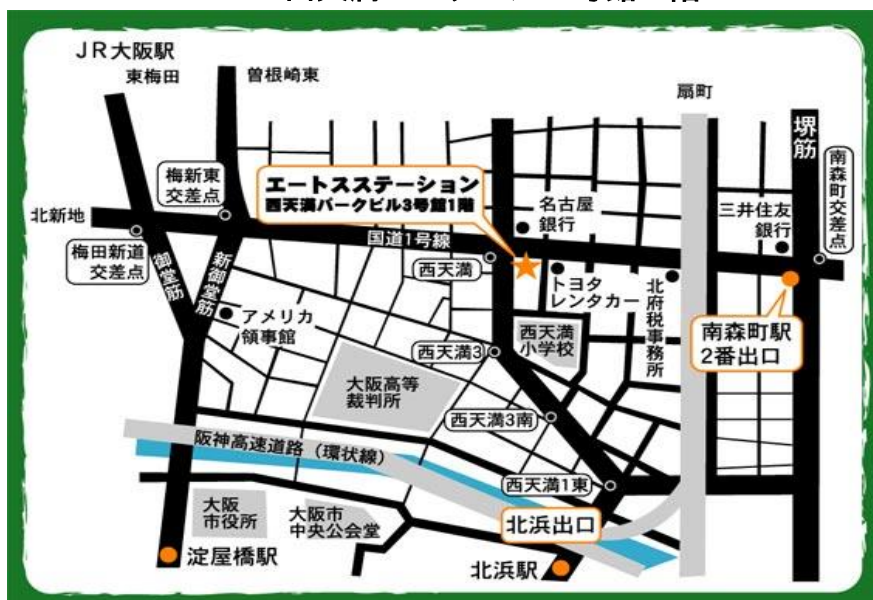 JR大阪駅
東梅田
曽根崎東
扇町
堺筋
南森町交差点
梅新東
交差点
エートスステーション
西天満パークビル3号館1階
名古屋
銀行
三井住友
銀行
北新地
国道1号線
梅田新道
交差点
御堂筋
新御堂筋
西天満
トヨタ
レンタカー
北府税事務所
アメリカ
領事館
西天満
小学校
南森町駅
2番出口
西天満3
大阪高等
裁判所
西天満3南
阪神高速道路（環状線）
西天満1東
大阪
市役所
大阪市
中央公会堂
北浜出口
淀屋橋駅
北浜駅